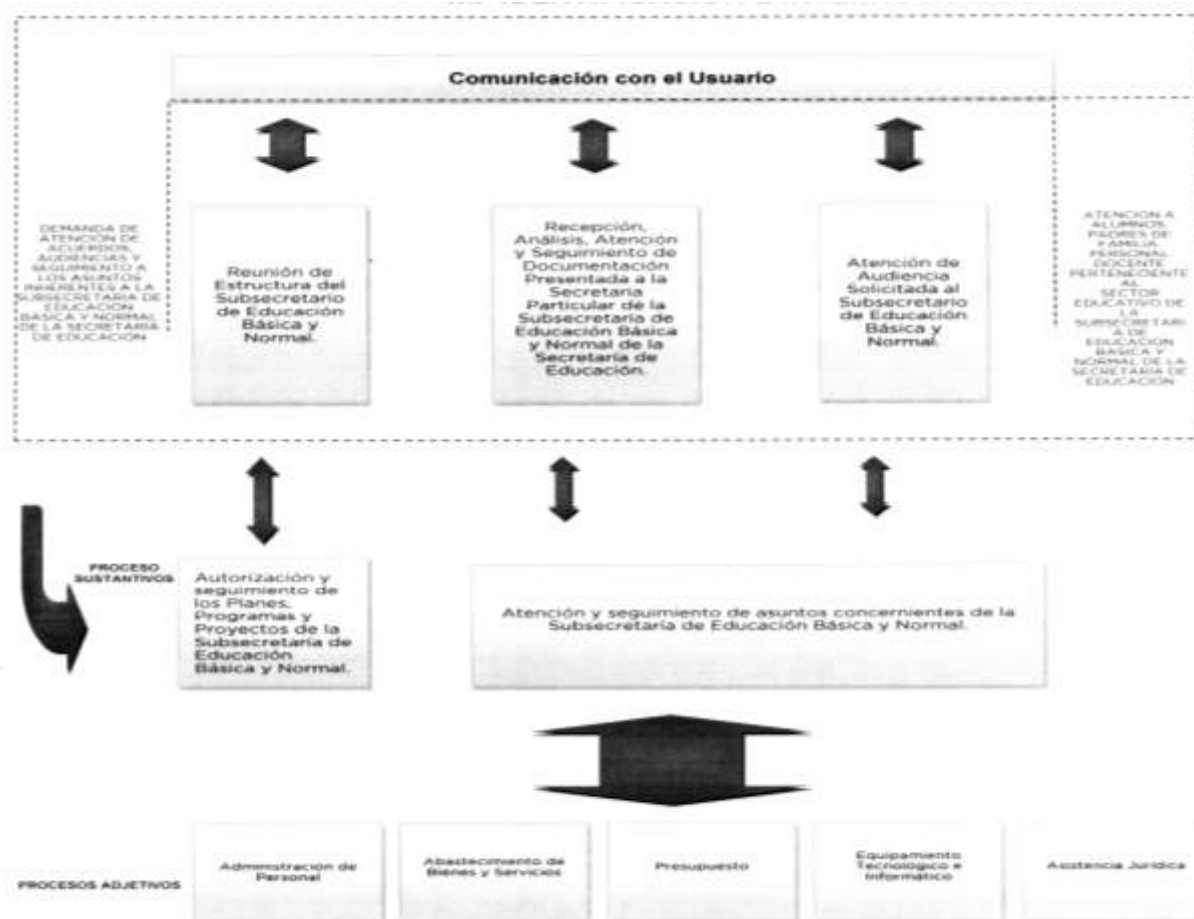 Comunicación con el Usuario
DEMANDA DE
ATENCIÓN DE
ACUERDOS,
AUDIENCIAS Y
SEGUIMIENTO A
LOS ASUNTOS
INHERENTES A LA
SUBSECRETARIA DE
EDUCACIÓN
BÁSICA Y NORMAL
DE LA SECRETARÍA
DE EDUCACIÓN
Reunión de
Estructura del
Subsecretario
de Educación
Básica y
Normal.
Recepción,
Análisis, Atención
y Seguimiento de
Documentación
Presentada a la
Secretaria
Particular de la
Subsecretaría de
Educación Básica
y Normal de la
Secretaría de
Educación.
Atención de
Audiencia
Solicitada al
Subsecretario
de Educación
Básica y
Normal.
ATENCION A
ALUMNOS,
PADRES DE
FAMILIA,
PERSONAL
DOCENTE
PERTENECIENTE
AL
SECTOR
EDUCATIVO DE
LA
SUBSECRETARI
A DE
EDUCACIÓN
BÁSICA Y
NORMAL DE LA
SECRETARIA DE
EDUCACIÓN
PROCESO
SUSTANTIVOS
Autorización y
seguimiento de
los Planes,
Programas y
Proyectos de la
Subsecretaría de
Educación
Básica y Normal.
Atención y seguimiento de asuntos concernientes de la
Subsecretaría de Educación Básica y Normal.
PROCESOS ADJETIVOS
Administración de
Personal
Abastecimiento de
Bienes y Servicios
Presupuesto
Equipamiento
Tecnológico e
Informático
Asistencia Jurídica